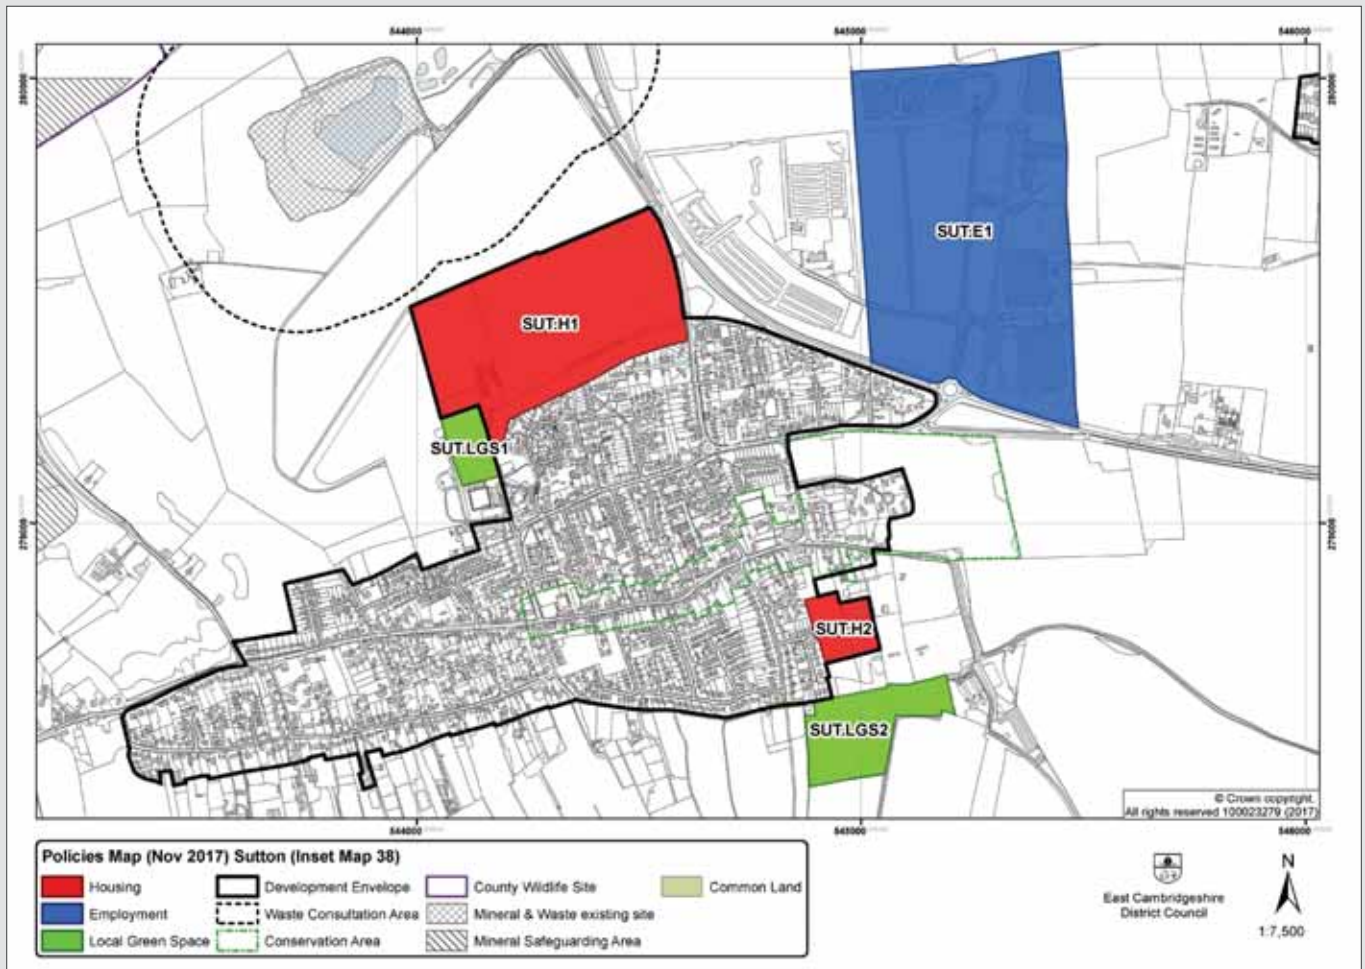 544000
545000
546000
280000
280000
SUT.E1
SUT.H1
SUT.LGS1
279000
SUT.H2
SUT.LGS2
© Crown copyright.
All rights reserved 100023279 (2017)
544000
545000
546000
Policies Map (Nov 2017) Sutton (Inset Map 38)
Housing
Development Envelope
County Wildlife Site
Common Land
Employment
Waste Consultation Area
Mineral & Waste existing site
Local Green Space
Conservation Area
Mineral Safeguarding Area
East Cambridgeshire
District Council
N
1:7,500